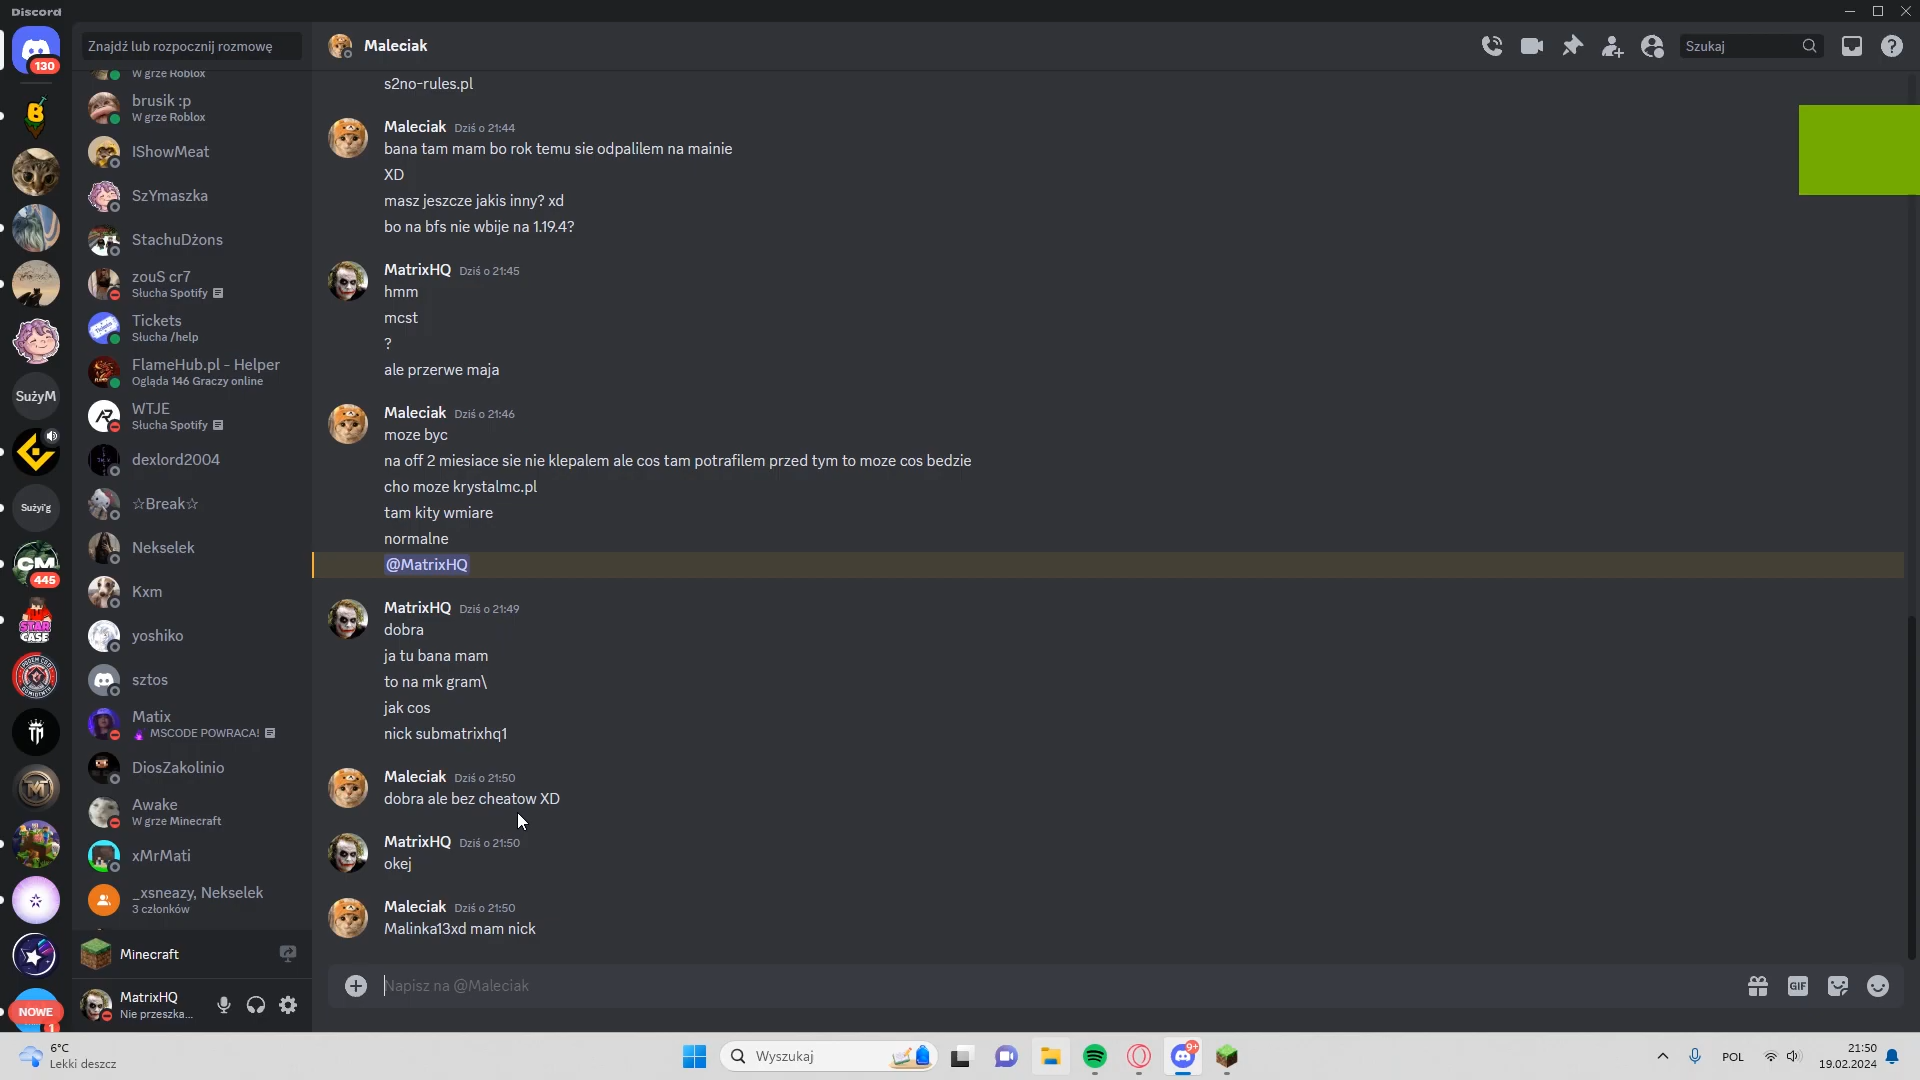 Discord
Znajdź lub rozpocznij rozmowę
130
W grze Roblox
brusik :p
W grze Roblox
IShowMeat
SzYmaszka
StachuDżons
zouS cr7
Słucha Spotify
Tickets
Słucha /help
SużyM
FlameHub.pl - Helper
Ogląda 146 Graczy online
WTJE
Słucha Spotify
dexlord2004
Sużyi'g
☆Break☆
Nekselek
CM
445
Kxm
STAR
CASE
yoshiko
sztos
Matix
MSCODE POWRACA!
DiosZakolinio
Awake
W grze Minecraft
xMrMati
_xsneazy, Nekselek
3 członków
Minecraft
MatrixHQ
Nie przeszka...
NOWE
1
Maleciak
Szukaj
s2no-rules.pl
Maleciak Dziś o 21:44
bana tam mam bo rok temu sie odpalilem na mainie
XD
masz jeszcze jakis inny? xd
bo na bfs nie wbije na 1.19.4?
MatrixHQ Dziś o 21:45
hmm
mcst
?
ale przerwe maja
Maleciak Dziś o 21:46
moze byc
na off 2 miesiace sie nie klepalem ale cos tam potrafilem przed tym to moze cos bedzie
cho moze krystalmc.pl
tam kity wmiare
normalne
@MatrixHQ
MatrixHQ Dziś o 21:49
dobra
ja tu bana mam
to na mk gram\
jak cos
nick submatrixhq1
Maleciak Dziś o 21:50
dobra ale bez cheatow XD
MatrixHQ Dziś o 21:50
okej
Maleciak Dziś o 21:50
Malinka13xd mam nick
Napisz na @Maleciak
GIF
6°C
Lekki deszcz
Wyszukaj
9+
POL
21:50
19.02.2024